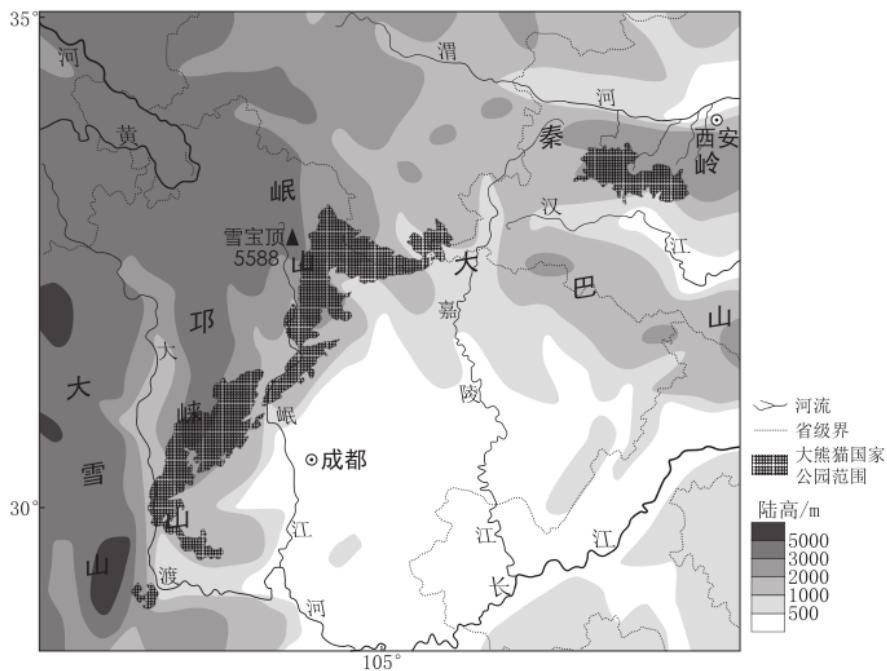 35°
河
渭
河
黄
秦
西安
岭
岷
汉
雪宝顶
5588
山
大
江
巴
嘉
邛
山
大
大
陵
崃
岷
成都
雪
30°
山
江
江
江
山
渡
长
河
105°
河流
省级界
大熊猫国家
公园范围
陆高/m
5000
3000
2000
1000
500